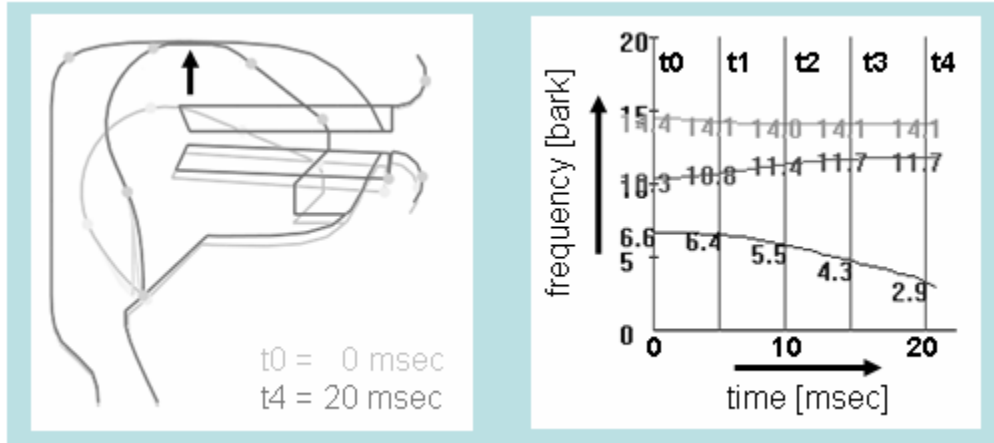 t0 = 0 msec
t4 = 20 msec
frequency [bark]
20
15
10
5
0
t0 t1 t2 t3 t4
14.1 14.0 14.1 14.1
10.3 10.8 11.4 11.7 11.7
6.6 6.4 5.5 4.3 2.9
0 10 20
time [msec]